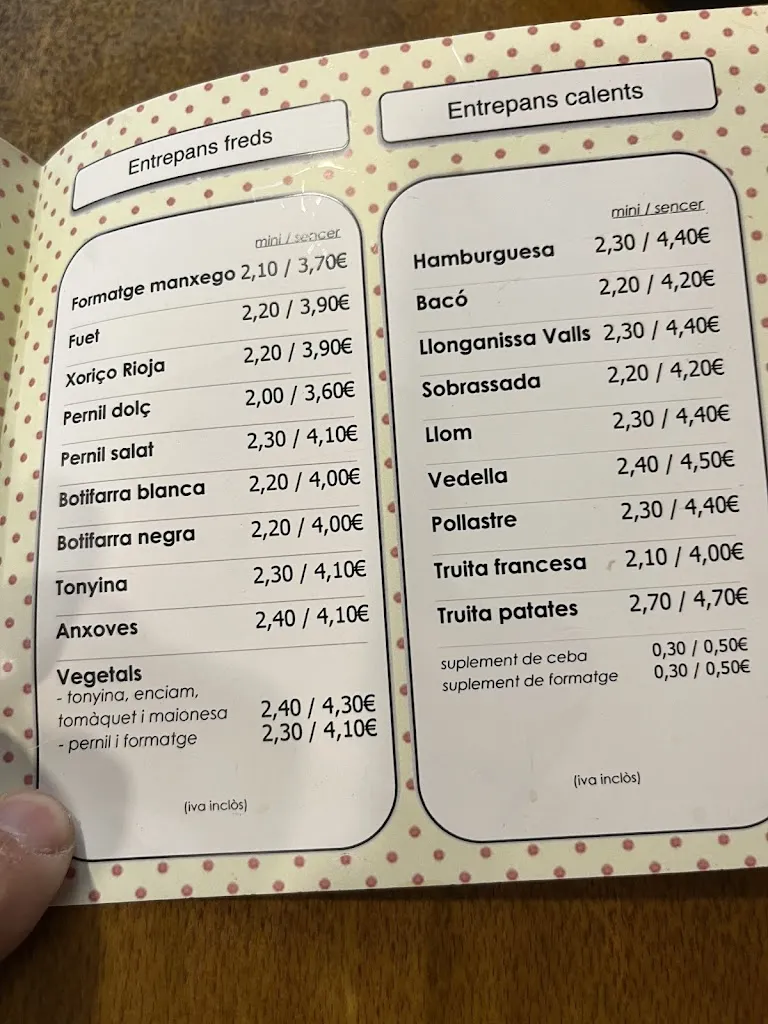 Entrepans freds
mini / sencer
Formatge manxego 2,10 / 3,70€
Fuet 2,20 / 3,90€
Xoriço Rioja 2,20 / 3,90€
Pernil dolç 2,00 / 3,60€
Pernil salat 2,30 / 4,10€
Botifarra blanca 2,20 / 4,00€
Botifarra negra 2,20 / 4,00€
Tonyina 2,30 / 4,10€
Anxoves 2,40 / 4,10€
Vegetals
- tonyina, enciam,
tomàquet i maionesa 2,40 / 4,30€
- pernil i formatge 2,30 / 4,10€
(iva inclòs)
Entrepans calents
mini / sencer
Hamburguesa 2,30 / 4,40€
Bacó 2,20 / 4,20€
Llonganissa Valls 2,30 / 4,40€
Sobrassada 2,20 / 4,20€
Llom 2,30 / 4,40€
Vedella 2,40 / 4,50€
Pollastre 2,30 / 4,40€
Truita francesa 2,10 / 4,00€
Truita patates 2,70 / 4,70€
suplement de ceba 0,30 / 0,50€
suplement de formatge 0,30 / 0,50€
(iva inclòs)